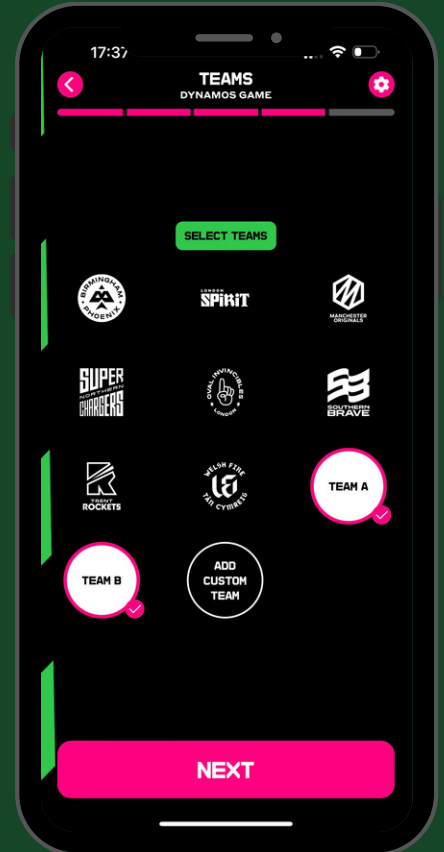 17:37
TEAMS
DYNAMOS GAME
SELECT TEAMS
BIRMINGHAM
PHOENIX
LONDON
SPIRIT
MANCHESTER
ORIGINALS
SUPER
NORTHERN
CHARGERS
OVAL INVINCIBLES
LONDON
SOUTHERN
BRAVE
TRENT
ROCKETS
WELSH FIRE
TÂN CYMREIG
TEAM A
TEAM B
ADD
CUSTOM
TEAM
NEXT